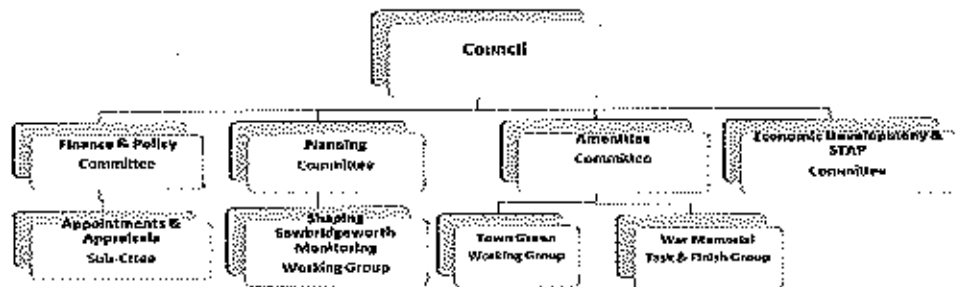 Council
Finance & Policy
Committee
Planning
Committee
Amenities
Committee
Economic Development &
STAP
Committee
Appointments &
Appraisals
Sub-Cttee
Shaping
Sawbridgeworth
Monitoring
Working Group
Town Green
Working Group
War Memorial
Task & Finish Group